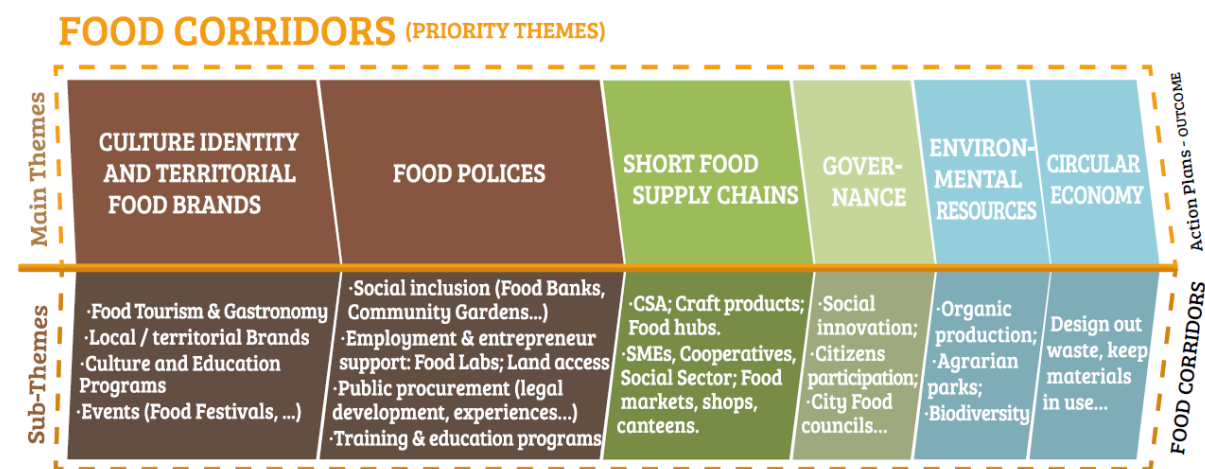 FOOD CORRIDORS (PRIORITY THEMES)
Main Themes
CULTURE IDENTITY
AND TERRITORIAL
FOOD BRANDS
FOOD POLICES
SHORT FOOD
SUPPLY CHAINS
GOVER-
NANCE
ENVIRON-
MENTAL
RESOURCES
CIRCULAR
ECONOMY
Action Plans - OUTCOME
Sub-Themes
·Food Tourism & Gastronomy
·Local / territorial Brands
·Culture and Education
Programs
·Events (Food Festivals, ...)
·Social inclusion (Food Banks,
Community Gardens...)
·Employment & entrepreneur
support: Food Labs; Land access
·Public procurement (legal
development, experiences...)
·Training & education programs
·CSA; Craft products;
Food hubs.
·SMEs, Cooperatives,
Social Sector; Food
markets, shops,
canteens.
·Social
innovation;
·Citizens
participation;
·City Food
councils...
·Organic
production;
·Agrarian
parks;
·Biodiversity
Design out
waste, keep
materials
in use...
FOOD CORRIDORS